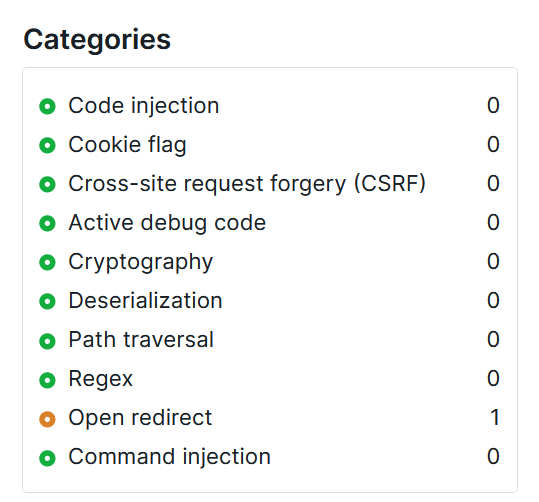 Categories
Code injection 0
Cookie flag 0
Cross-site request forgery (CSRF) 0
Active debug code 0
Cryptography 0
Deserialization 0
Path traversal 0
Regex 0
Open redirect 1
Command injection 0